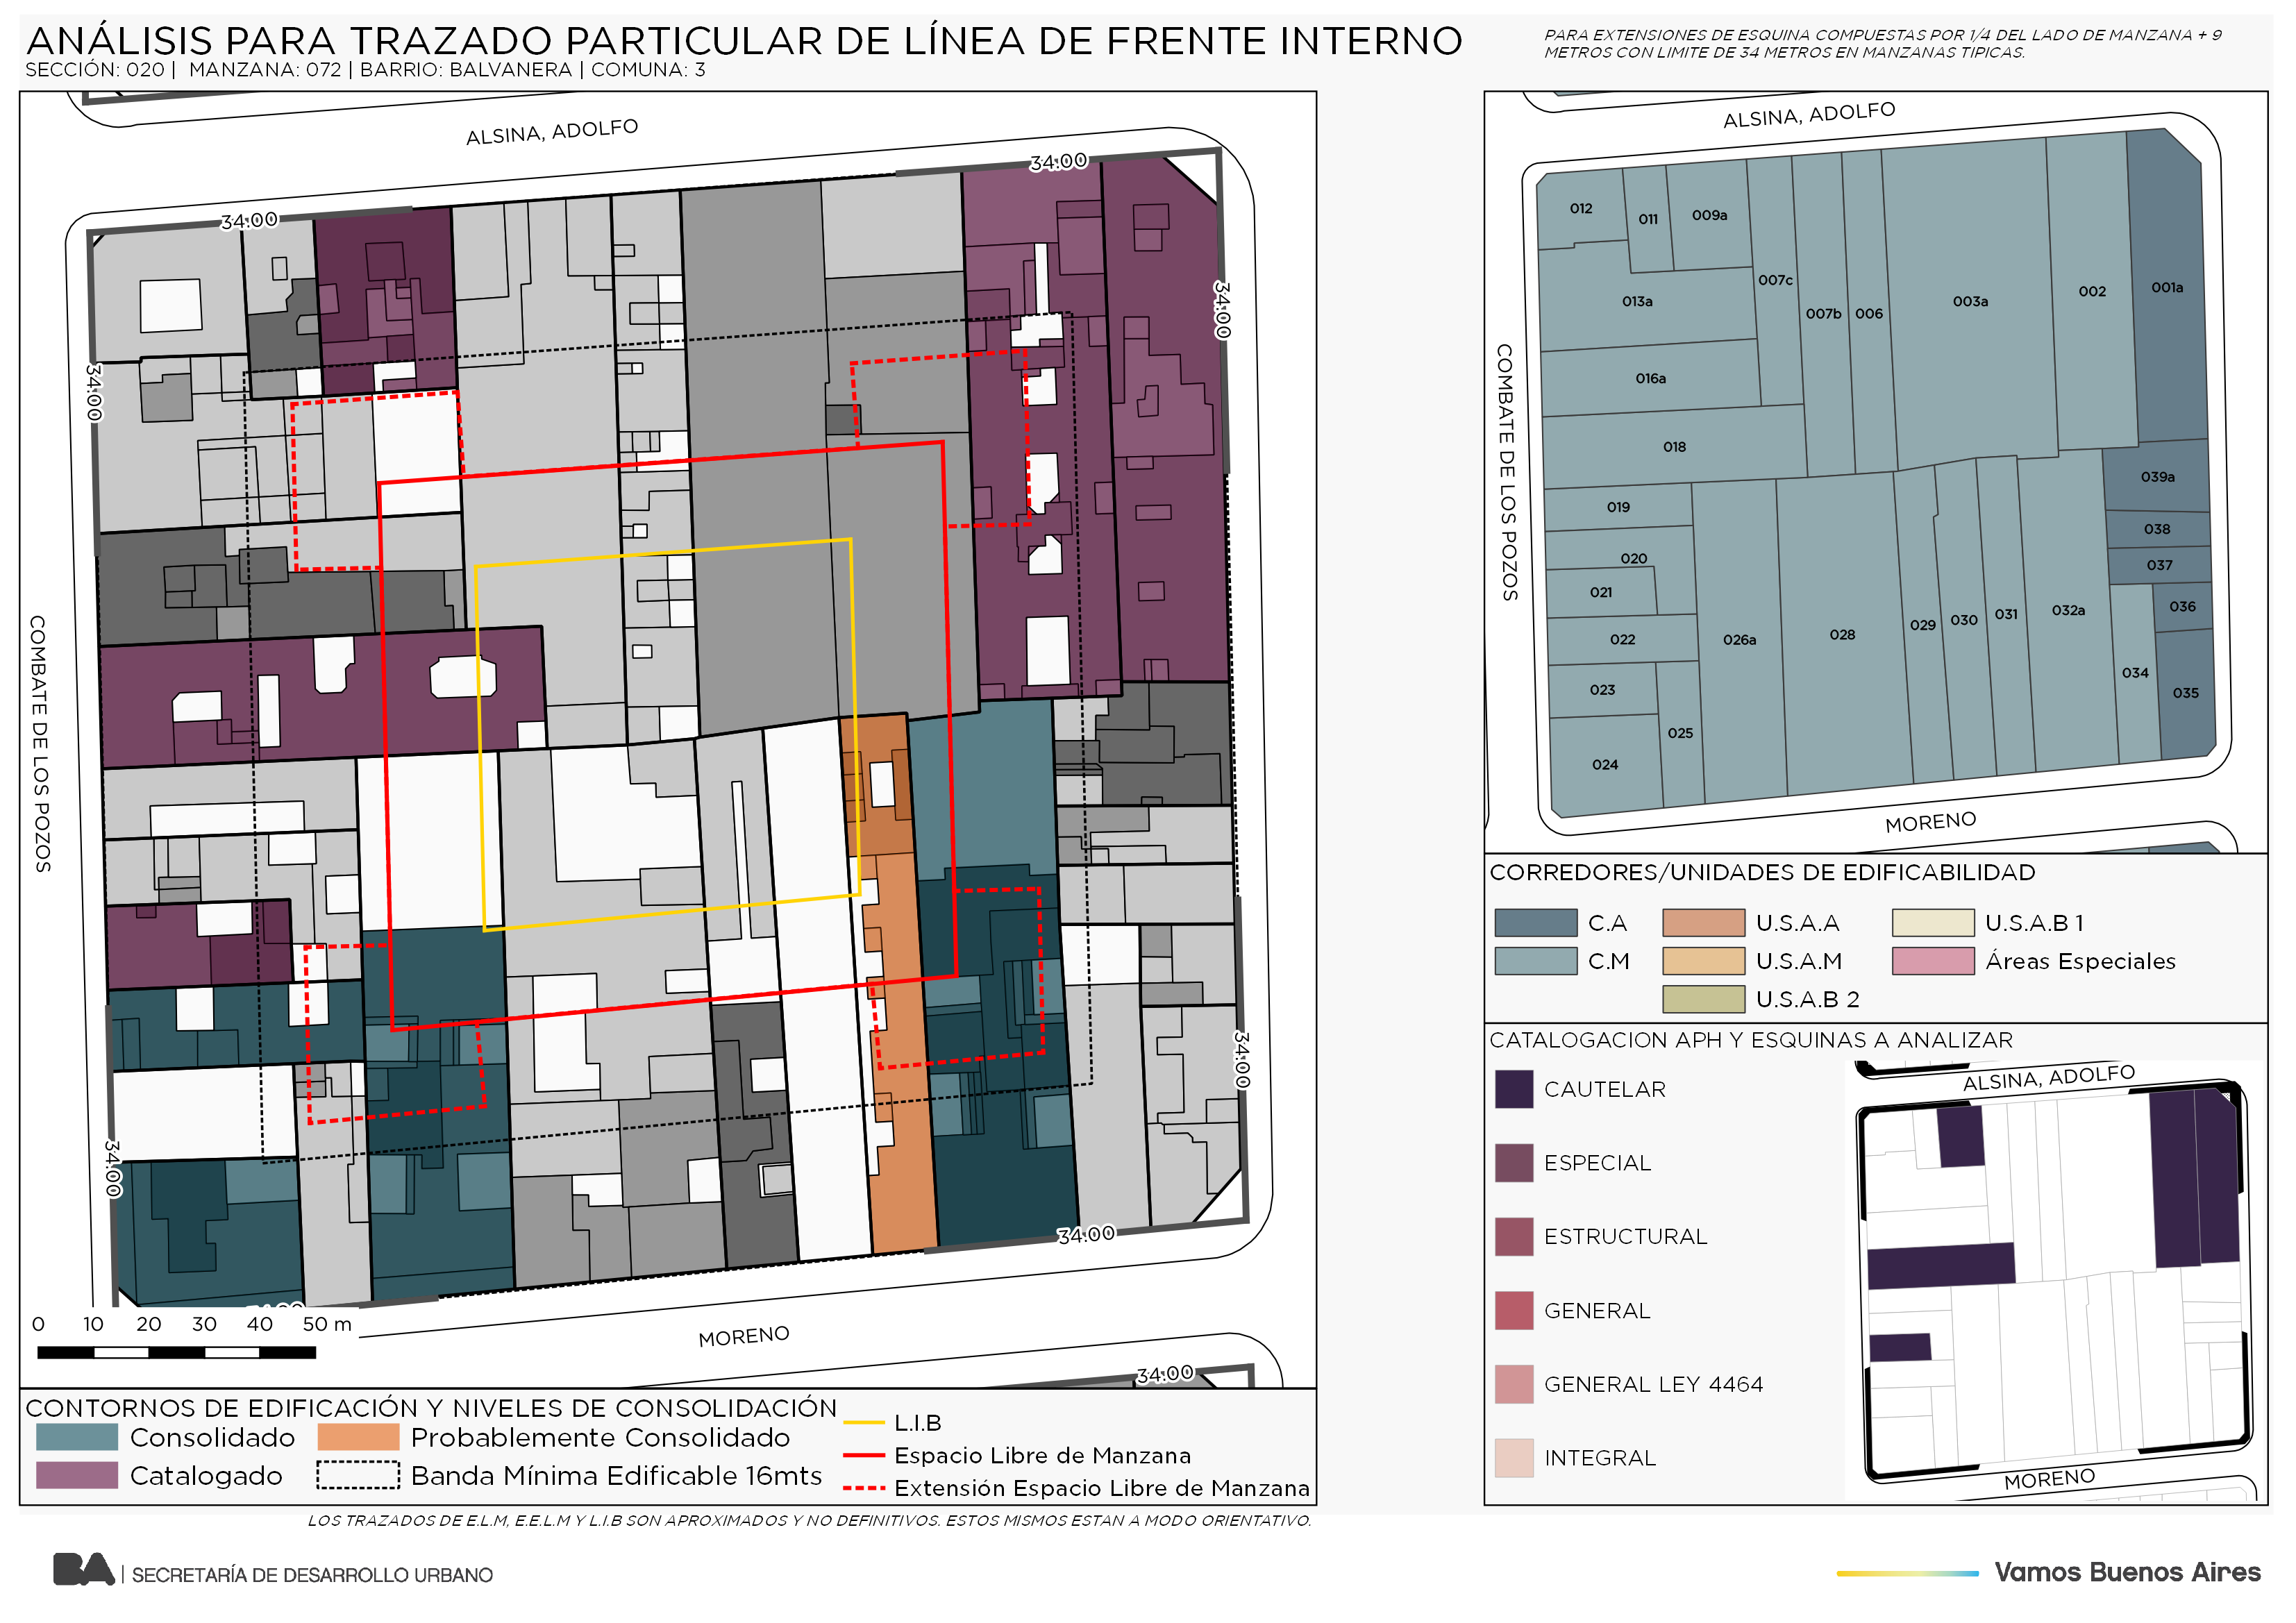 ANÁLISIS PARA TRAZADO PARTICULAR DE LÍNEA DE FRENTE INTERNO
SECCIÓN: 020 | MANZANA: 072 | BARRIO: BALVANERA | COMUNA: 3
PARA EXTENSIONES DE ESQUINA COMPUESTAS POR 1/4 DEL LADO DE MANZANA + 9
METROS CON LIMITE DE 34 METROS EN MANZANAS TIPICAS.
ALSINA, ADOLFO
34.00
34.00
34.00
34.00
COMBATE DE LOS POZOS
34.00
34.00
34.00
MORENO
34.00
0 10 20 30 40 50 m
CONTORNOS DE EDIFICACIÓN Y NIVELES DE CONSOLIDACIÓN
Consolidado
Probablemente Consolidado
Catalogado
Banda Mínima Edificable 16mts
L.I.B
Espacio Libre de Manzana
Extensión Espacio Libre de Manzana
ALSINA, ADOLFO
COMBATE DE LOS POZOS
012
011
009a
013a
007c
007b
006
003a
002
001a
016a
018
019
020
021
022
023
024
025
026a
028
029
030
031
032a
039a
038
037
036
034
035
MORENO
CORREDORES/UNIDADES DE EDIFICABILIDAD
C.A
U.S.A.A
U.S.A.B 1
C.M
U.S.A.M
Áreas Especiales
U.S.A.B 2
CATALOGACION APH Y ESQUINAS A ANALIZAR
CAUTELAR
ESPECIAL
ESTRUCTURAL
GENERAL
GENERAL LEY 4464
INTEGRAL
ALSINA, ADOLFO
MORENO
LOS TRAZADOS DE E.L.M, E.E.L.M Y L.I.B SON APROXIMADOS Y NO DEFINITIVOS. ESTOS MISMOS ESTAN A MODO ORIENTATIVO.
BA | SECRETARÍA DE DESARROLLO URBANO
Vamos Buenos Aires